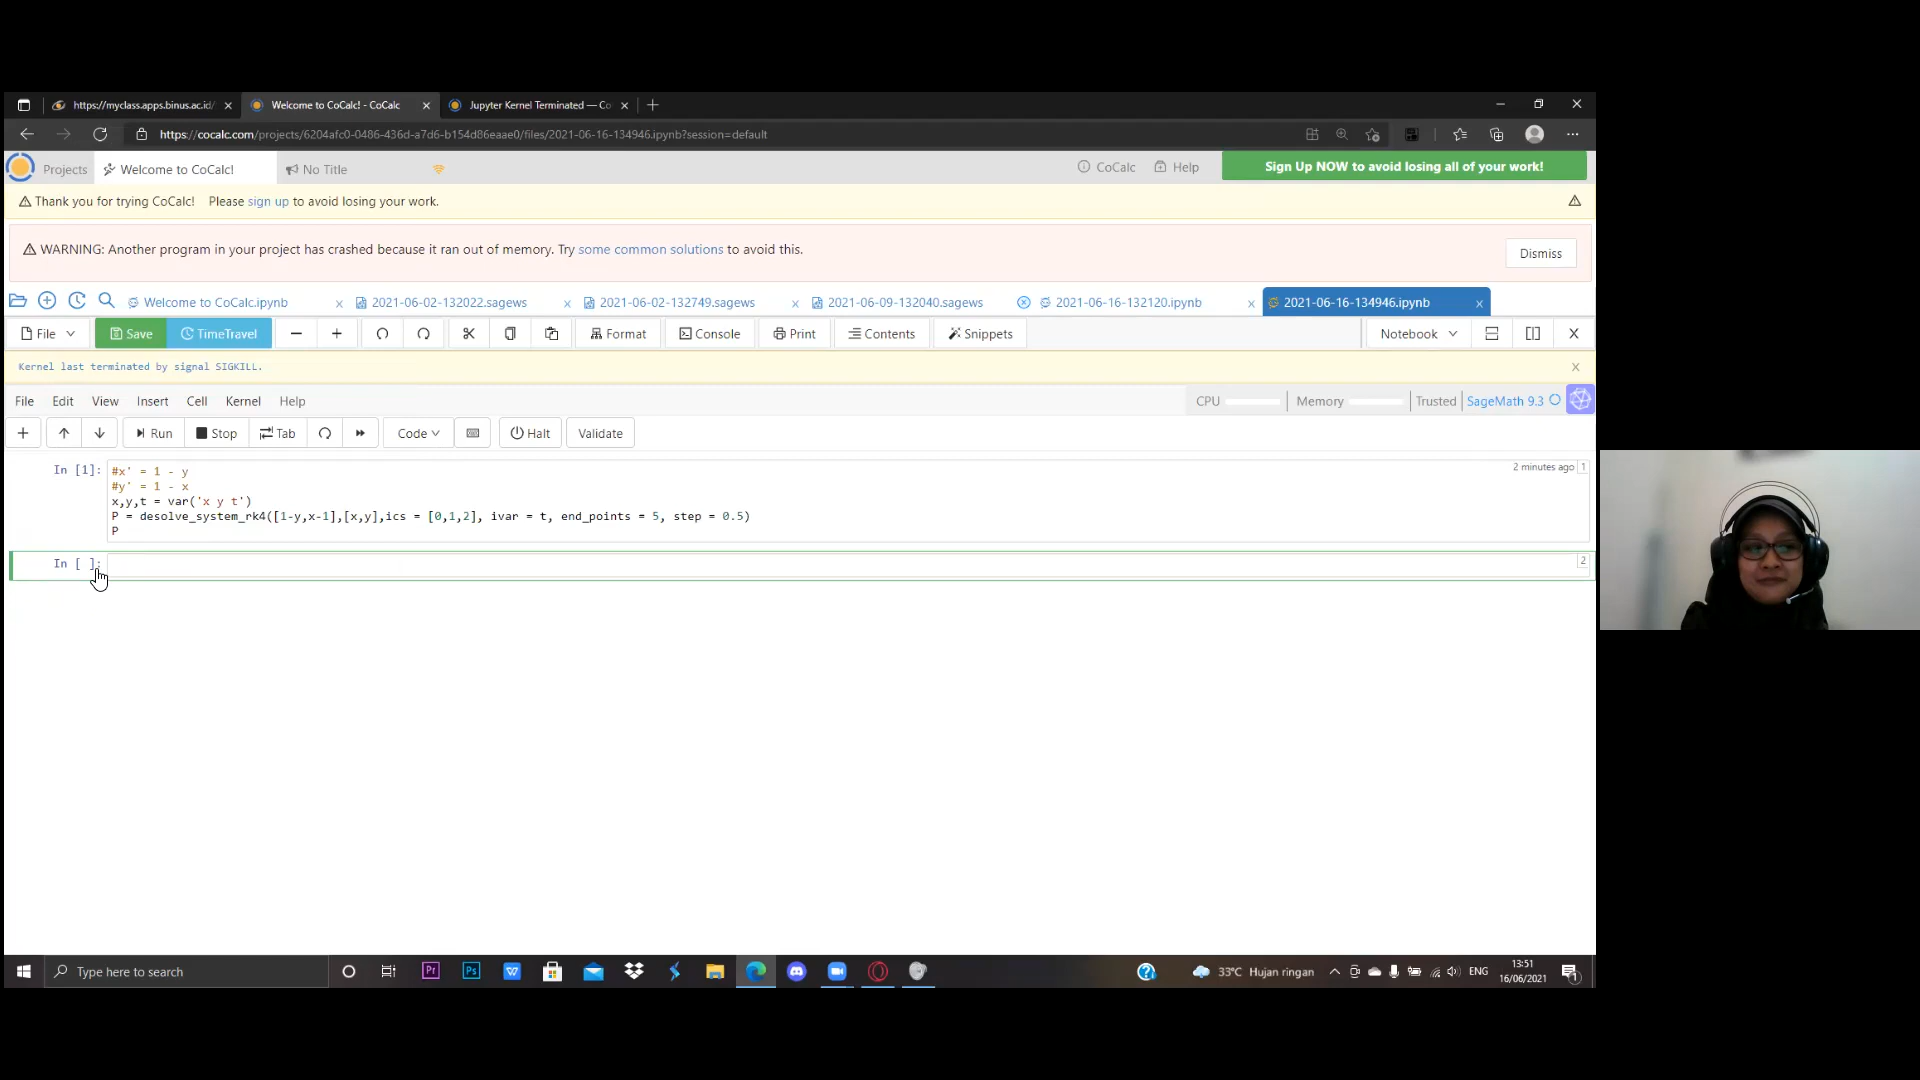 https://myclass.apps.binus.ac.id/
Welcome to CoCalc! - CoCalc
Jupyter Kernel Terminated — Co
https://cocalc.com/projects/6204afc0-0486-436d-a7d6-b154d86eaae0/files/2021-06-16-134946.ipynb?session=default
Projects
Welcome to CoCalc!
No Title
CoCalc
Help
Sign Up NOW to avoid losing all of your work!
Thank you for trying CoCalc! Please sign up to avoid losing your work.
WARNING: Another program in your project has crashed because it ran out of memory. Try some common solutions to avoid this.
Dismiss
Welcome to CoCalc.ipynb
2021-06-02-132022.sagews
2021-06-02-132749.sagews
2021-06-09-132040.sagews
2021-06-16-132120.ipynb
2021-06-16-134946.ipynb
File
Save
TimeTravel
Format
Console
Print
Contents
Snippets
Notebook
Kernel last terminated by signal SIGKILL.
File Edit View Insert Cell Kernel Help
CPU
Memory
Trusted
SageMath 9.3
Run
Stop
Tab
Code
Halt
Validate
In [1]:
#x' = 1 - y
#y' = 1 - x
x,y,t = var('x y t')
P = desolve_system_rk4([1-y,x-1],[x,y],ics = [0,1,2], ivar = t, end_points = 5, step = 0.5)
P
2 minutes ago 1
In [ ]:
2
Type here to search
Pr
Ps
33°C Hujan ringan
ENG
13:51
16/06/2021
1